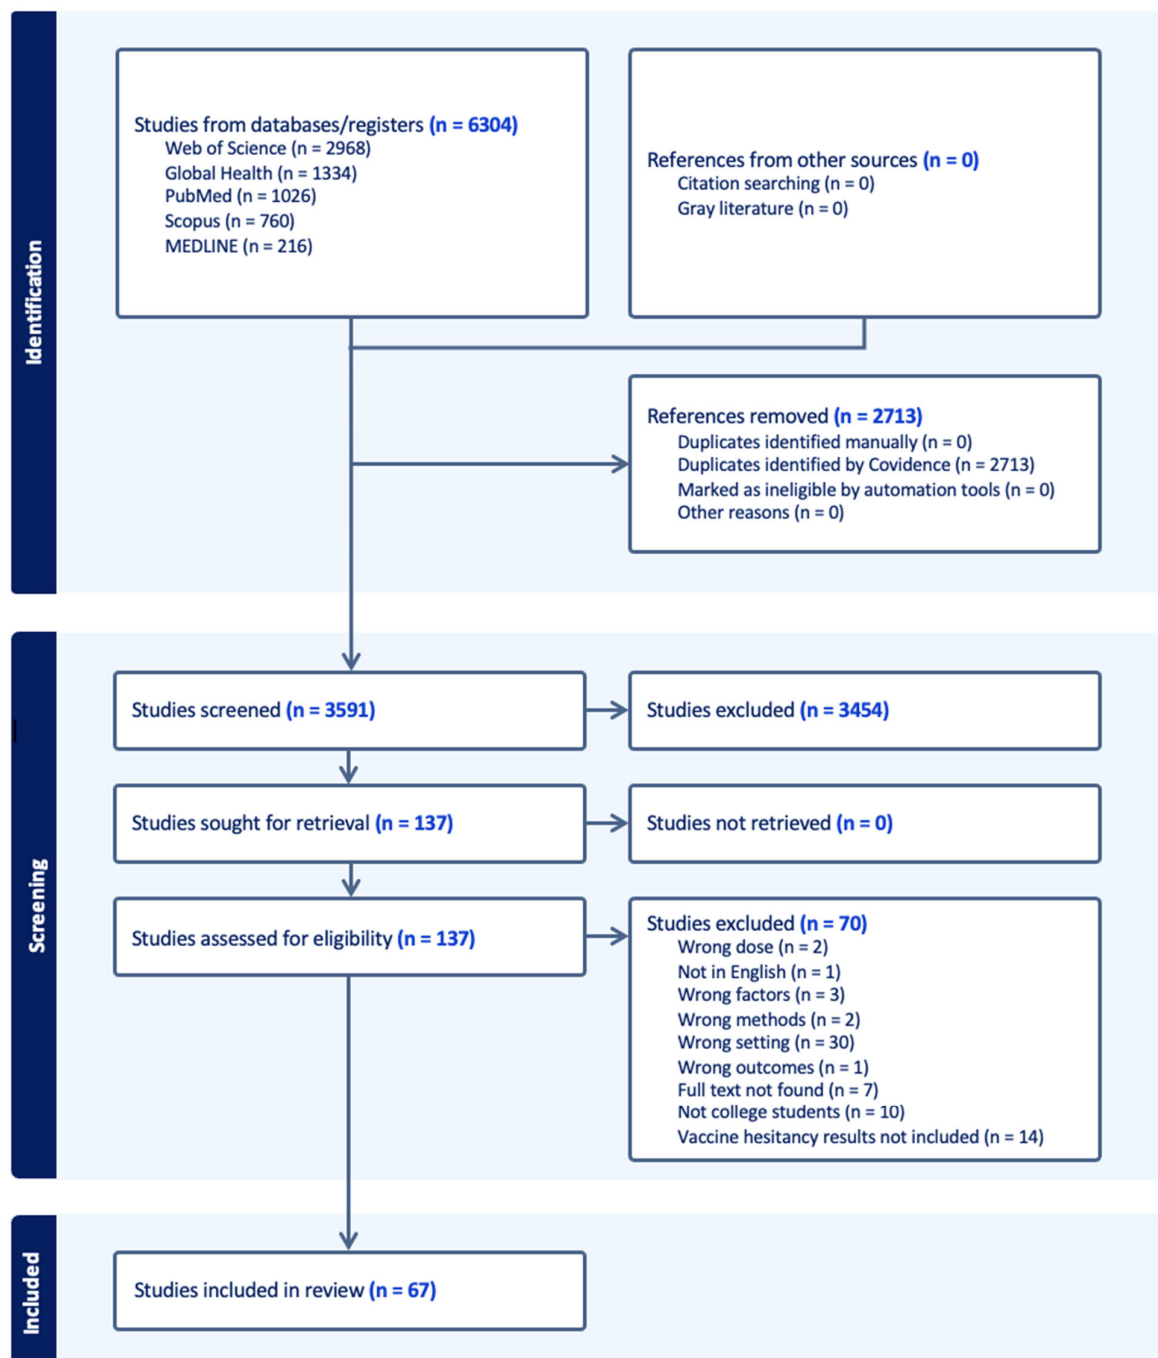 Identification
Studies from databases/registers (n = 6304)
Web of Science (n = 2968)
Global Health (n = 1334)
PubMed (n = 1026)
Scopus (n = 760)
MEDLINE (n = 216)
References from other sources (n = 0)
Citation searching (n = 0)
Gray literature (n = 0)
References removed (n = 2713)
Duplicates identified manually (n = 0)
Duplicates identified by Covidence (n = 2713)
Marked as ineligible by automation tools (n = 0)
Other reasons (n = 0)
Screening
Studies screened (n = 3591)
Studies excluded (n = 3454)
Studies sought for retrieval (n = 137)
Studies not retrieved (n = 0)
Studies assessed for eligibility (n = 137)
Studies excluded (n = 70)
Wrong dose (n = 2)
Not in English (n = 1)
Wrong factors (n = 3)
Wrong methods (n = 2)
Wrong setting (n = 30)
Wrong outcomes (n = 1)
Full text not found (n = 7)
Not college students (n = 10)
Vaccine hesitancy results not included (n = 14)
Included
Studies included in review (n = 67)